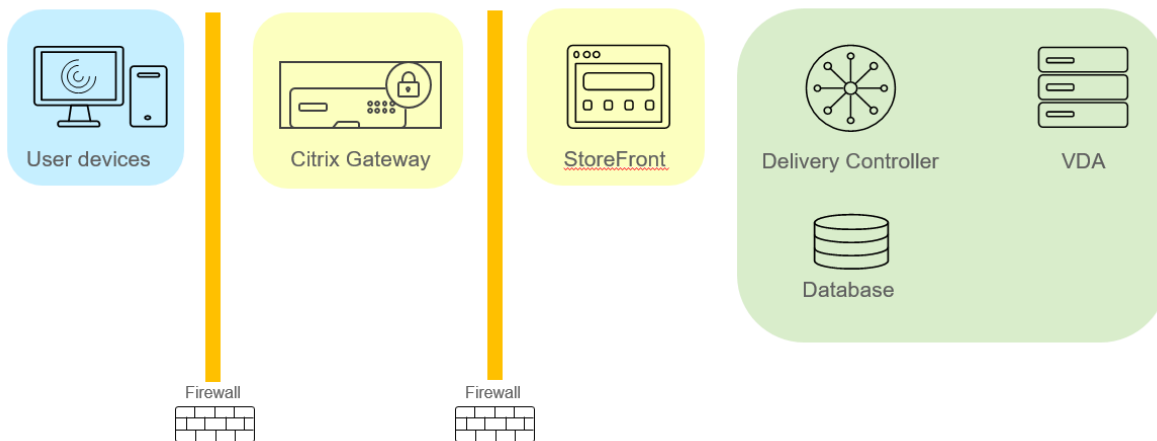 User devices
Citrix Gateway
StoreFront
Delivery Controller
VDA
Database
Firewall
Firewall